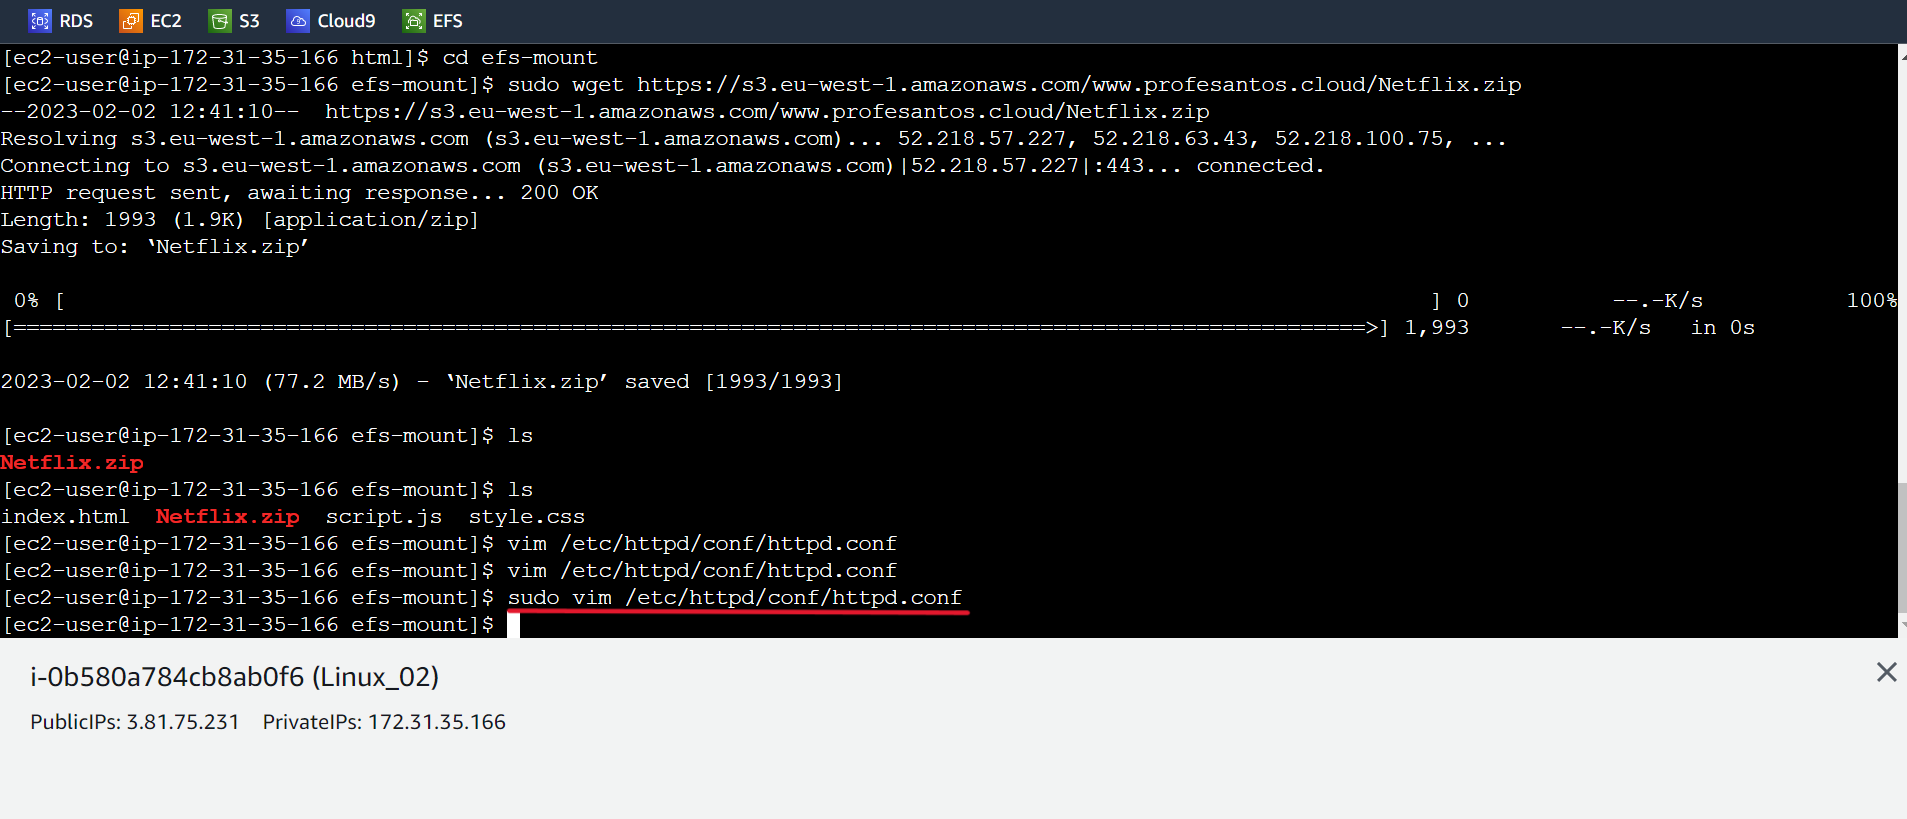 RDS EC2 S3 Cloud9 EFS
[ec2-user@ip-172-31-35-166 html]$ cd efs-mount
[ec2-user@ip-172-31-35-166 efs-mount]$ sudo wget https://s3.eu-west-1.amazonaws.com/www.profesantos.cloud/Netflix.zip
--2023-02-02 12:41:10--  https://s3.eu-west-1.amazonaws.com/www.profesantos.cloud/Netflix.zip
Resolving s3.eu-west-1.amazonaws.com (s3.eu-west-1.amazonaws.com)... 52.218.57.227, 52.218.63.43, 52.218.100.75, ...
Connecting to s3.eu-west-1.amazonaws.com (s3.eu-west-1.amazonaws.com)|52.218.57.227|:443... connected.
HTTP request sent, awaiting response... 200 OK
Length: 1993 (1.9K) [application/zip]
Saving to: ‘Netflix.zip’
0% [ ] 0 --.-K/s 100%
[=========================================================================================================>] 1,993 --.-K/s in 0s
2023-02-02 12:41:10 (77.2 MB/s) - ‘Netflix.zip’ saved [1993/1993]
[ec2-user@ip-172-31-35-166 efs-mount]$ ls
Netflix.zip
[ec2-user@ip-172-31-35-166 efs-mount]$ ls
index.html  Netflix.zip  script.js  style.css
[ec2-user@ip-172-31-35-166 efs-mount]$ vim /etc/httpd/conf/httpd.conf
[ec2-user@ip-172-31-35-166 efs-mount]$ vim /etc/httpd/conf/httpd.conf
[ec2-user@ip-172-31-35-166 efs-mount]$ sudo vim /etc/httpd/conf/httpd.conf
[ec2-user@ip-172-31-35-166 efs-mount]$
i-0b580a784cb8ab0f6 (Linux_02)
PublicIPs: 3.81.75.231 PrivateIPs: 172.31.35.166